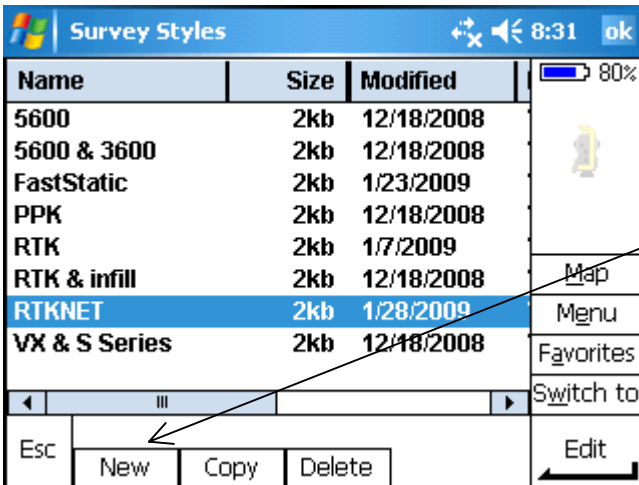 Survey Styles 8:31 ok
Name Size Modified
80%
5600 2kb 12/18/2008
5600 & 3600 2kb 12/18/2008
FastStatic 2kb 1/23/2009
PPK 2kb 12/18/2008
RTK 2kb 1/7/2009
RTK & infill 2kb 12/18/2008
RTKNET 2kb 1/28/2009
VX & S Series 2kb 12/18/2008
Map
Menu
Favorites
Switch to
Esc New Copy Delete Edit